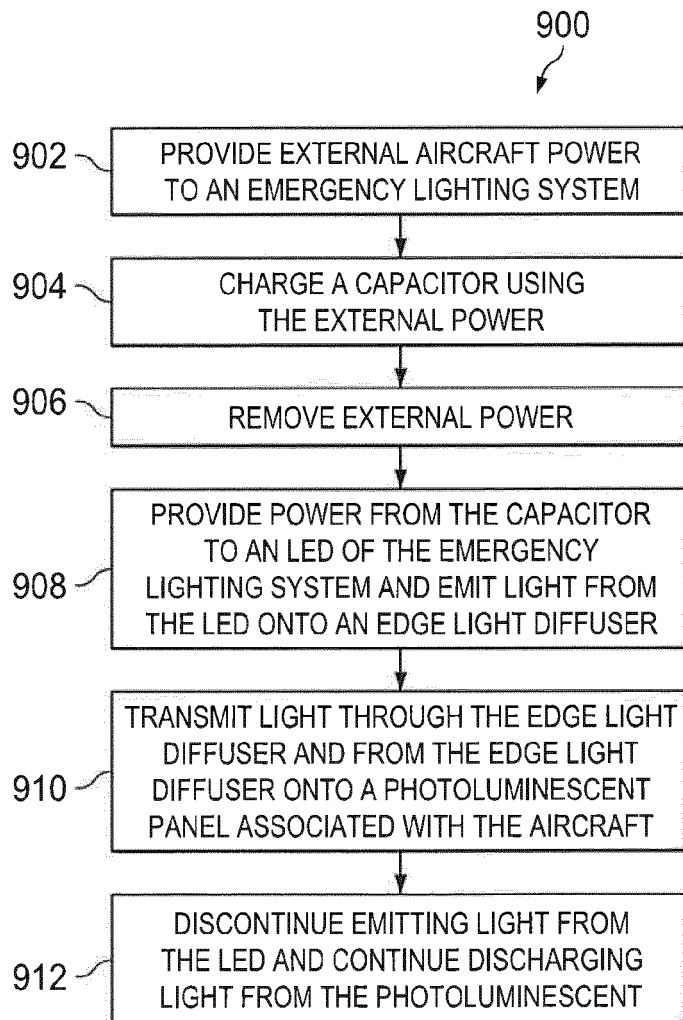 900
902
PROVIDE EXTERNAL AIRCRAFT POWER
TO AN EMERGENCY LIGHTING SYSTEM
904
CHARGE A CAPACITOR USING
THE EXTERNAL POWER
906
REMOVE EXTERNAL POWER
908
PROVIDE POWER FROM THE CAPACITOR
TO AN LED OF THE EMERGENCY
LIGHTING SYSTEM AND EMIT LIGHT FROM
THE LED ONTO AN EDGE LIGHT DIFFUSER
910
TRANSMIT LIGHT THROUGH THE EDGE LIGHT
DIFFUSER AND FROM THE EDGE LIGHT
DIFFUSER ONTO A PHOTOLUMINESCENT
PANEL ASSOCIATED WITH THE AIRCRAFT
912
DISCONTINUE EMITTING LIGHT FROM
THE LED AND CONTINUE DISCHARGING
LIGHT FROM THE PHOTOLUMINESCENT